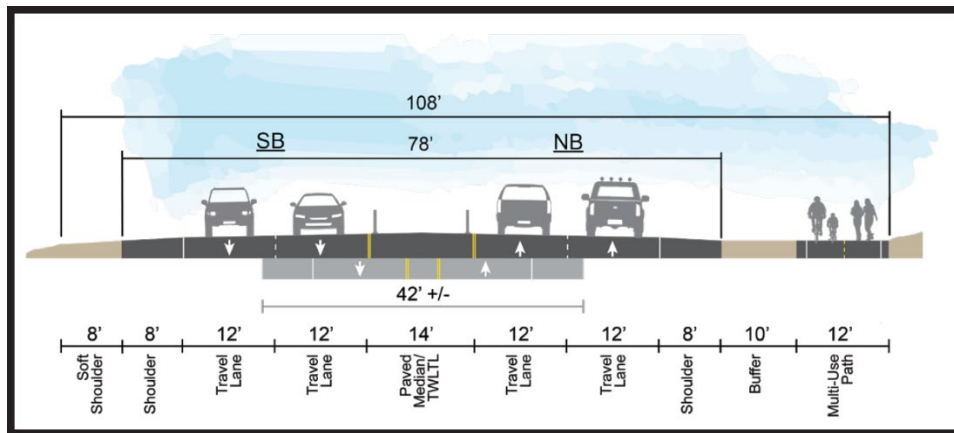 108’
SB 78’ NB
42’ +/-
8’ 8’ 12’ 12’ 14’ 12’ 12’ 8’ 10’ 12’
Soft
Shoulder
Shoulder
Travel
Lane
Travel
Lane
Paved
Median/
TWLTL
Travel
Lane
Travel
Lane
Shoulder
Buffer
Multi-Use
Path